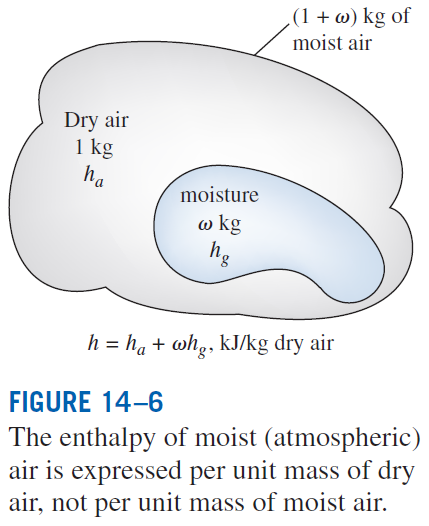 (1 + ω) kg of
moist air
Dry air
1 kg
hₐ
moisture
ω kg
h_g
h = hₐ + ωh_g, kJ/kg dry air
FIGURE 14–6
The enthalpy of moist (atmospheric)
air is expressed per unit mass of dry
air, not per unit mass of moist air.